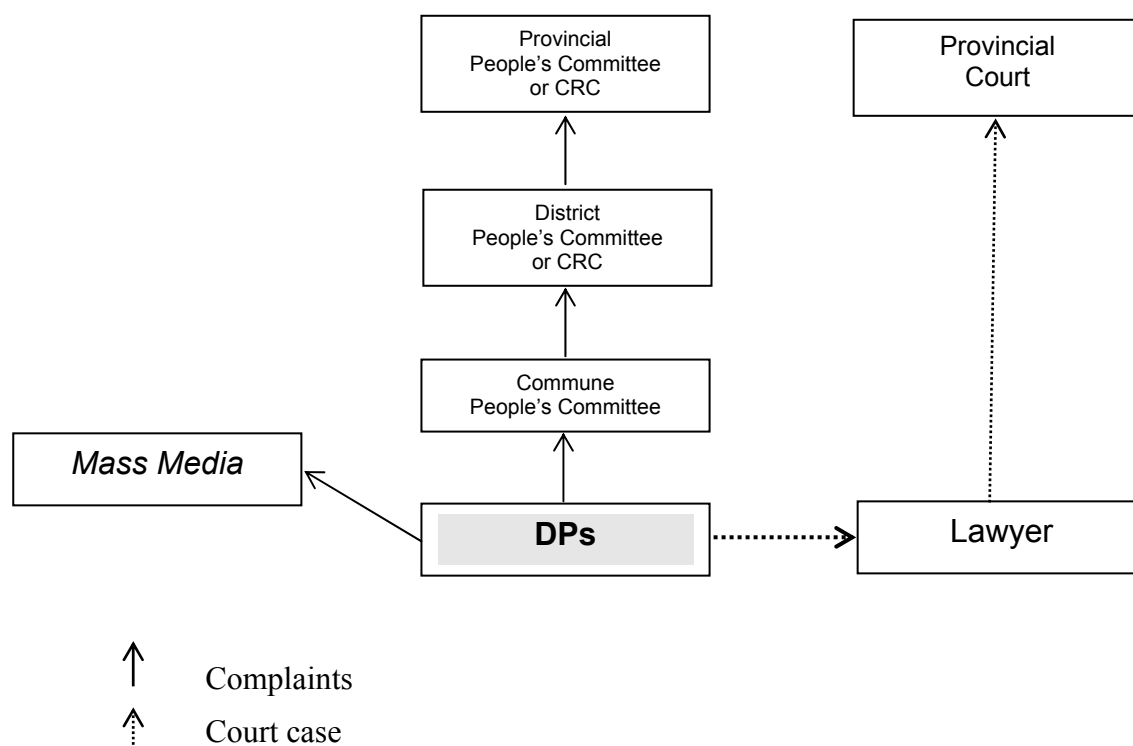 Provincial
People's Committee
or CRC
Provincial
Court
District
People's Committee
or CRC
Commune
People's Committee
Mass Media
DPs
Lawyer
Complaints
Court case